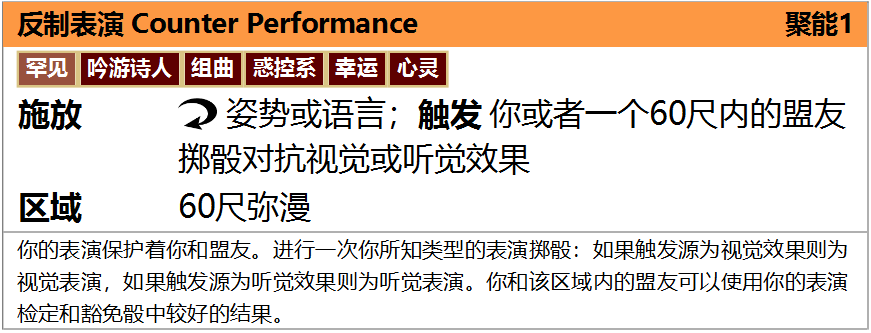 反制表演 Counter Performance 聚能1
罕见 吟游诗人 组曲 惑控系 幸运 心灵
施放 姿势或语言；触发 你或者一个60尺内的盟友
掷骰对抗视觉或听觉效果
区域 60尺弥漫
你的表演保护着你和盟友。进行一次你所知类型的表演掷骰：如果触发源为视觉效果则为
视觉表演，如果触发源为听觉效果则为听觉表演。你和该区域内的盟友可以使用你的表演
检定和豁免骰中较好的结果。